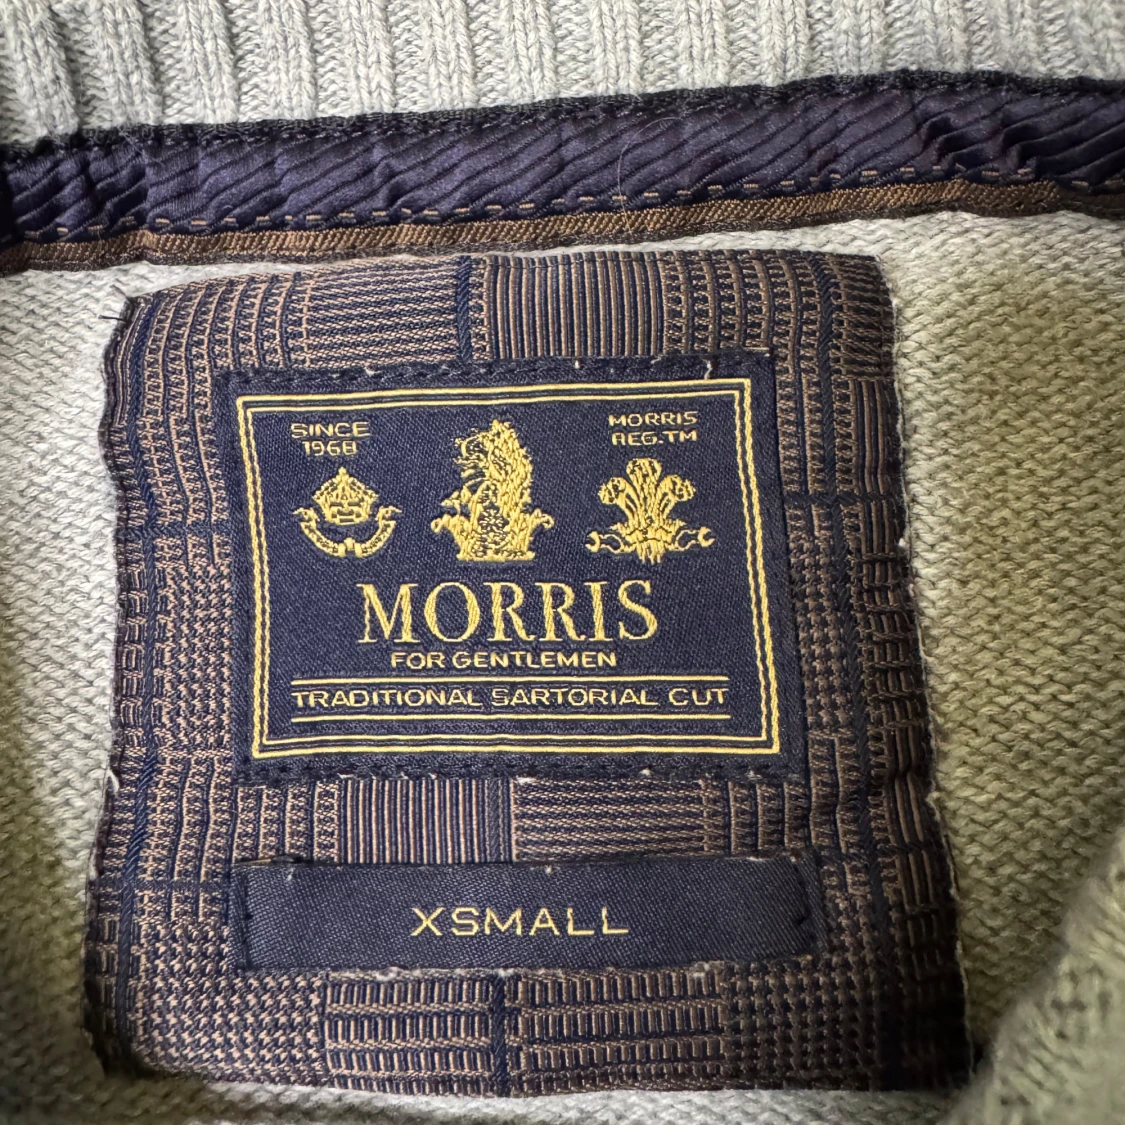 SINCE
1968
MORRIS
REG.TM
MORRIS
FOR GENTLEMEN
TRADITIONAL SARTORIAL CUT
XSMALL